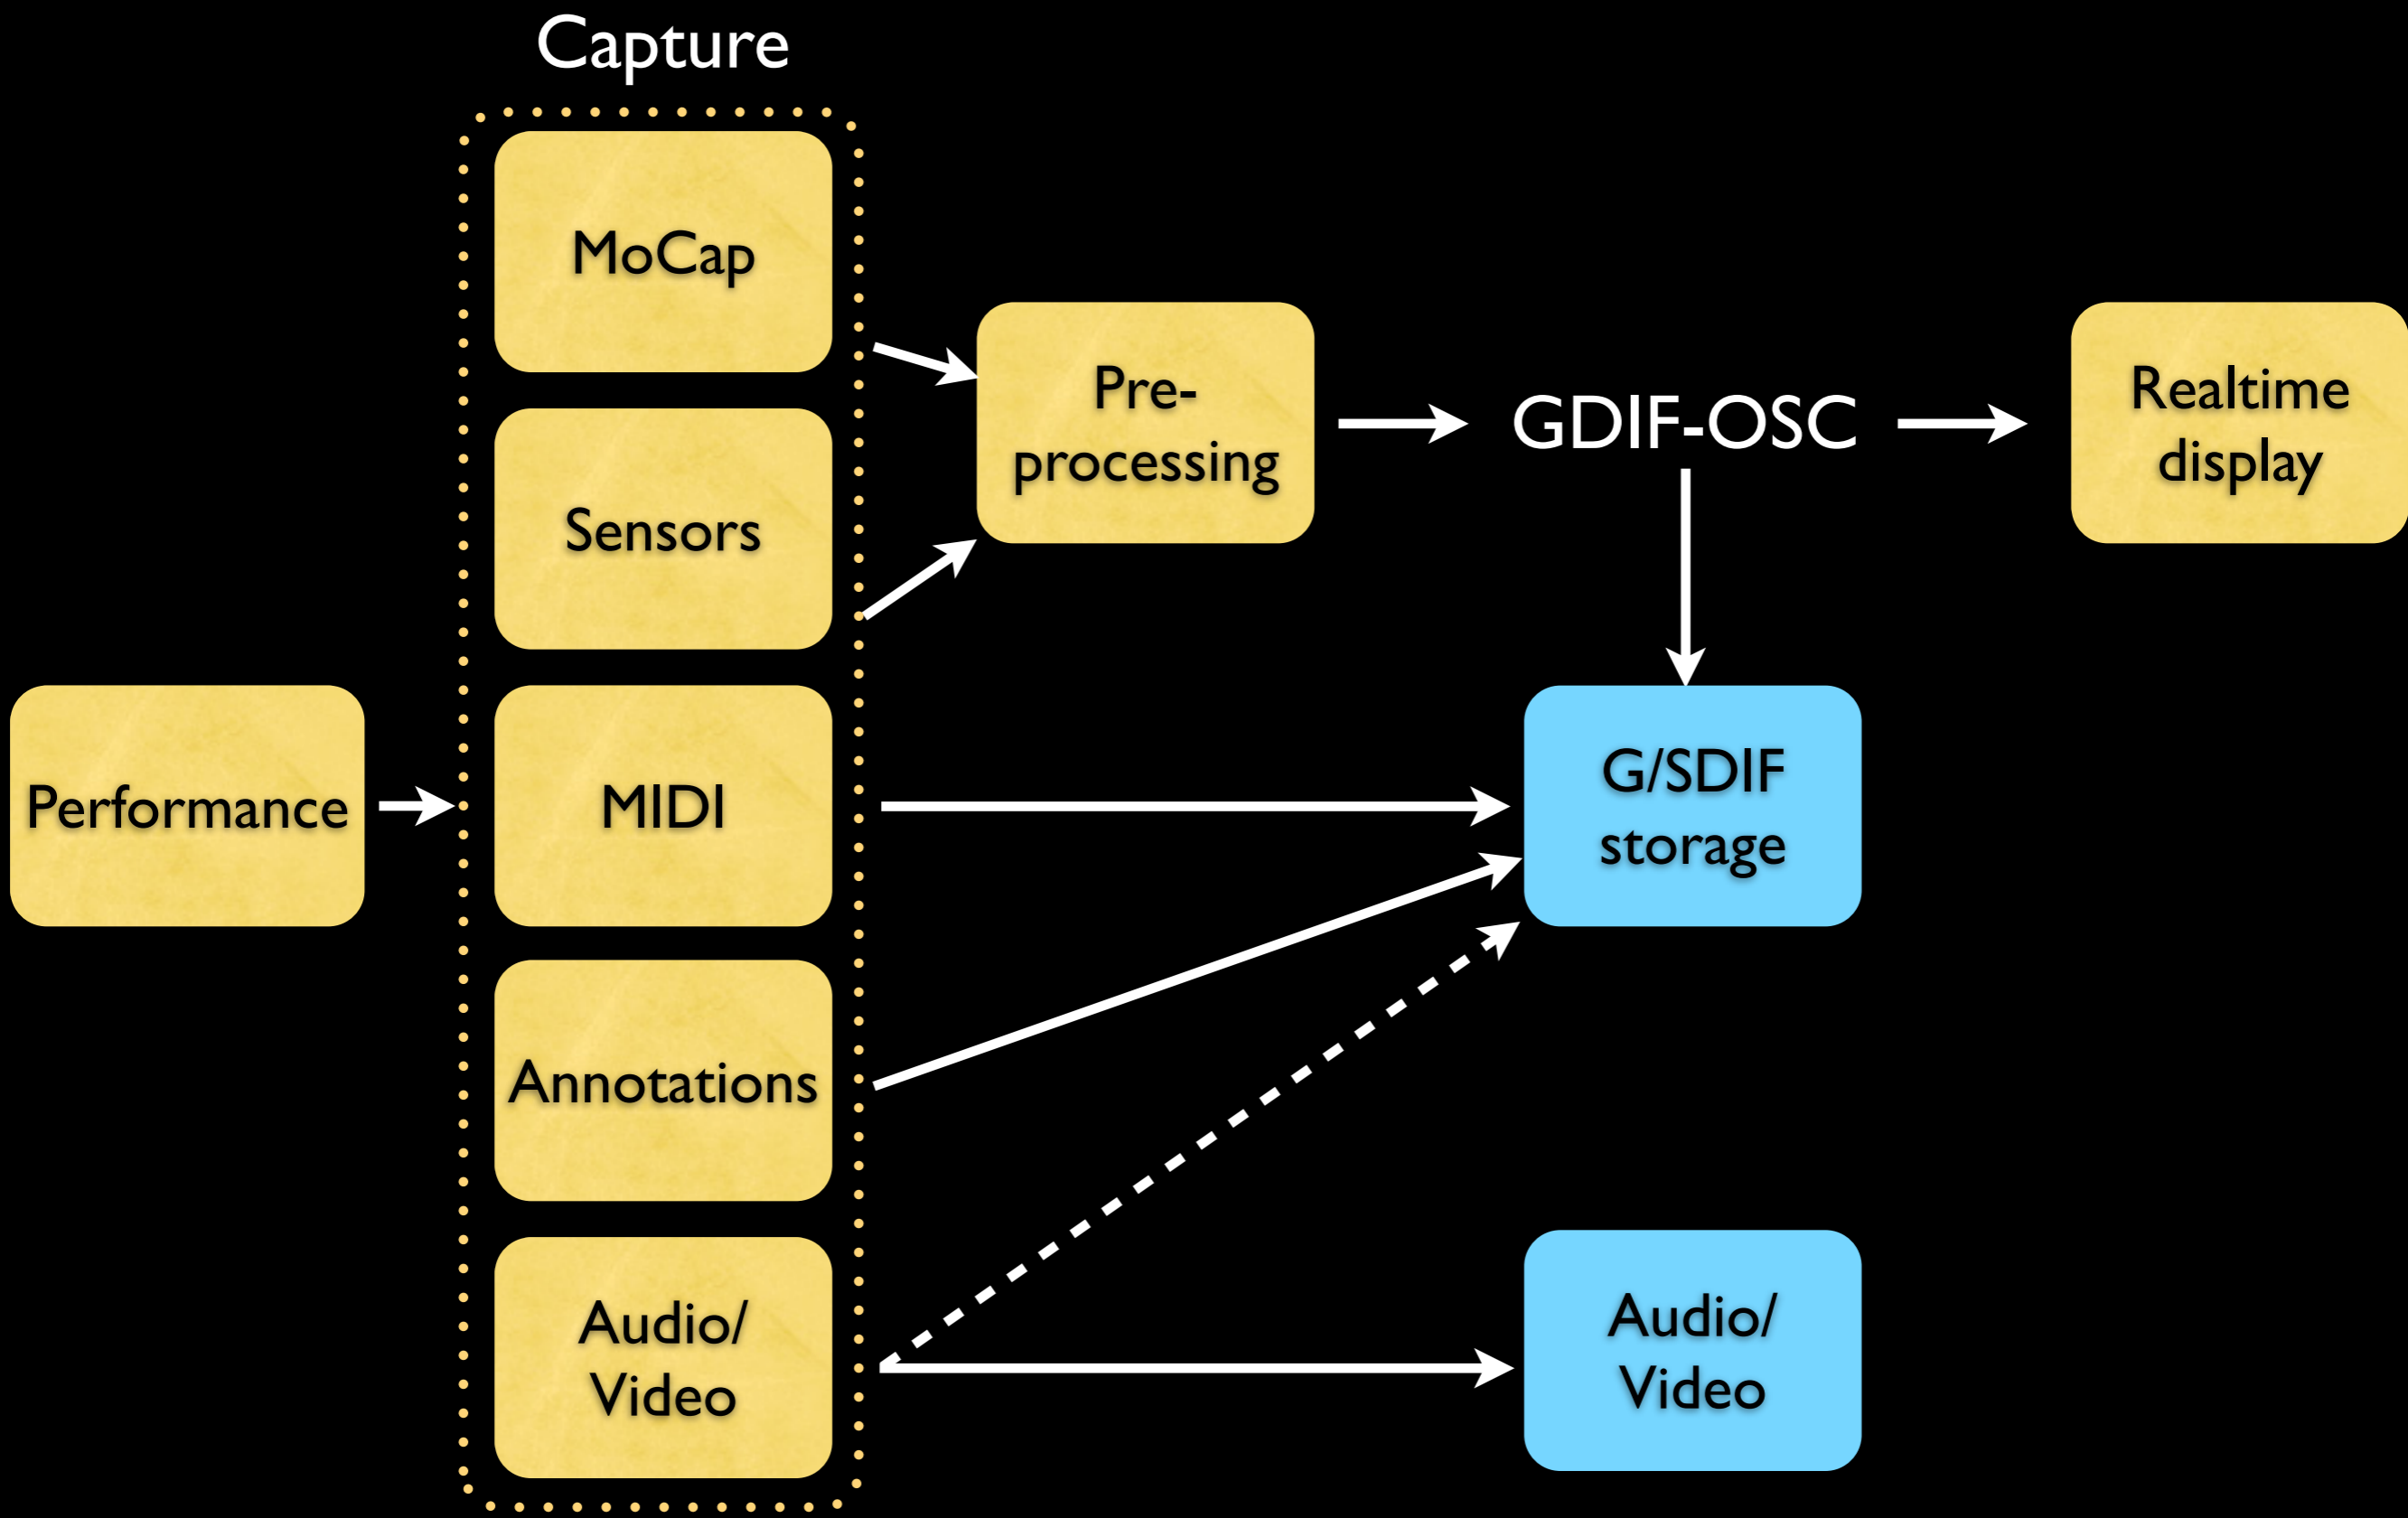 Capture
MoCap
Sensors
MIDI
Annotations
Audio/
Video
Performance
Pre-
processing
GDIF-OSC
Realtime
display
G/SDIF
storage
Audio/
Video